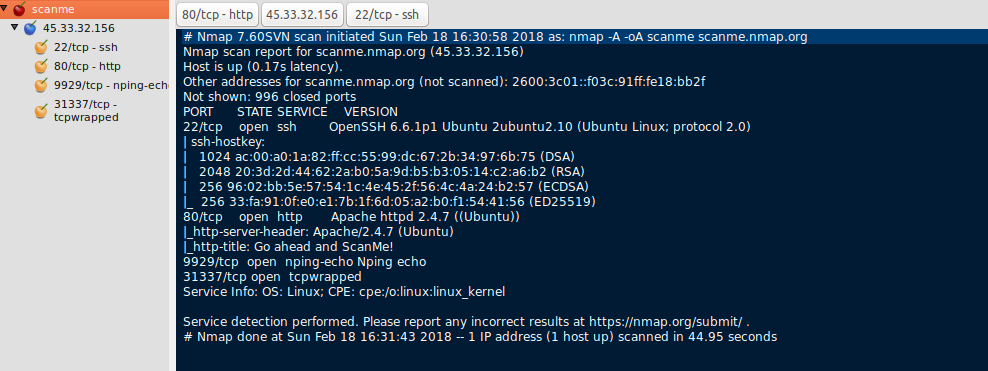 scanme
45.33.32.156
22/tcp - ssh
80/tcp - http
9929/tcp - nping-echo
31337/tcp -
tcpwrapped
80/tcp - http 45.33.32.156 22/tcp - ssh
# Nmap 7.60SVN scan initiated Sun Feb 18 16:30:58 2018 as: nmap -A -oA scanme scanme.nmap.org
Nmap scan report for scanme.nmap.org (45.33.32.156)
Host is up (0.17s latency).
Other addresses for scanme.nmap.org (not scanned): 2600:3c01::f03c:91ff:fe18:bb2f
Not shown: 996 closed ports
PORT STATE SERVICE VERSION
22/tcp open ssh OpenSSH 6.6.1p1 Ubuntu 2ubuntu2.10 (Ubuntu Linux; protocol 2.0)
| ssh-hostkey:
| 1024 ac:00:a0:1a:82:ff:cc:55:99:dc:67:2b:34:97:6b:75 (DSA)
| 2048 20:3d:2d:44:62:2a:b0:5a:9d:b5:b3:05:14:c2:a6:b2 (RSA)
| 256 96:02:bb:5e:57:54:1c:4e:45:2f:56:4c:4a:24:b2:57 (ECDSA)
|_ 256 33:fa:91:0f:e0:e1:7b:1f:6d:05:a2:b0:f1:54:41:56 (ED25519)
80/tcp open http Apache httpd 2.4.7 ((Ubuntu))
|_http-server-header: Apache/2.4.7 (Ubuntu)
|_http-title: Go ahead and ScanMe!
9929/tcp open nping-echo Nping echo
31337/tcp open tcpwrapped
Service Info: OS: Linux; CPE: cpe:/o:linux:linux_kernel
Service detection performed. Please report any incorrect results at https://nmap.org/submit/ .
# Nmap done at Sun Feb 18 16:31:43 2018 -- 1 IP address (1 host up) scanned in 44.95 seconds